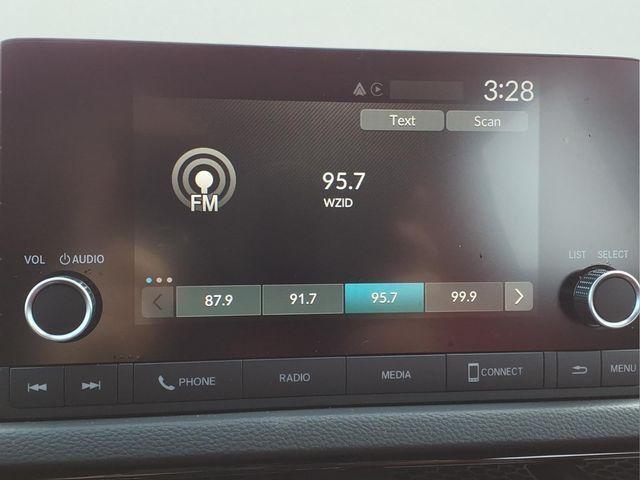 3:28
Text Scan
95.7
FM
WZID
VOL AUDIO
LIST SELECT
87.9 91.7 95.7 99.9
PHONE RADIO MEDIA CONNECT MENU